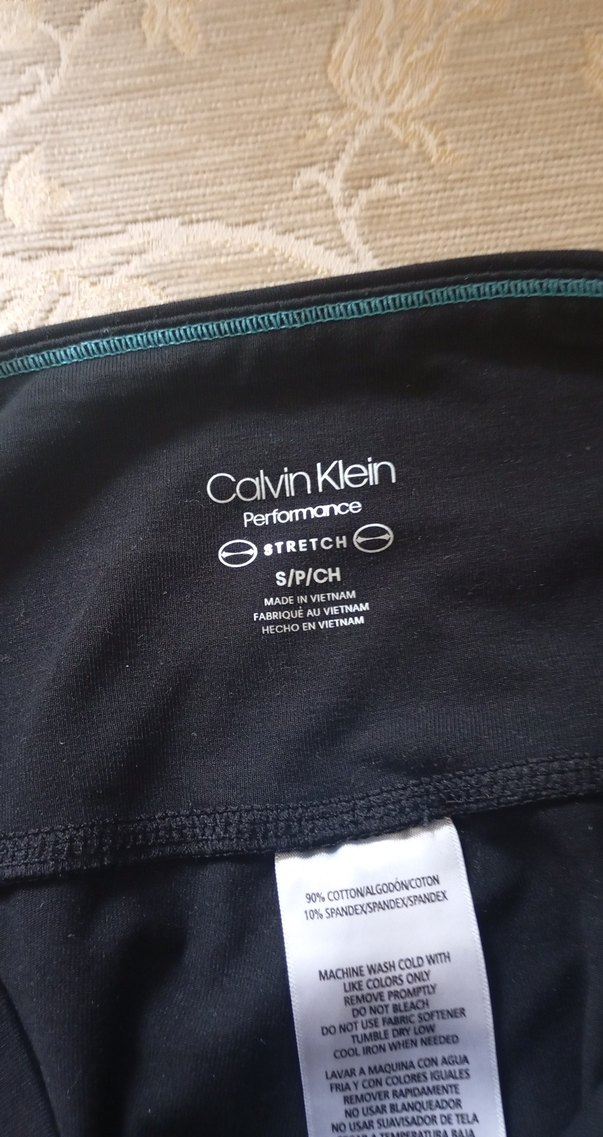 Calvin Klein
Performance
STRETCH
S/P/CH
MADE IN VIETNAM
FABRIQUÉ AU VIETNAM
HECHO EN VIETNAM
90% COTTON/ALGODÓN/COTON
10% SPANDEX/SPANDEX/SPANDEX
MACHINE WASH COLD WITH
LIKE COLORS ONLY
REMOVE PROMPTLY
DO NOT BLEACH
DO NOT USE FABRIC SOFTENER
TUMBLE DRY LOW
COOL IRON WHEN NEEDED
LAVAR A MAQUINA CON AGUA
FRIA Y CON COLORES IGUALES
REMOVER RAPIDAMENTE
NO USAR BLANQUEADOR
NO USAR SUAVISADOR DE TELA
A TEMPERATURA BAJA